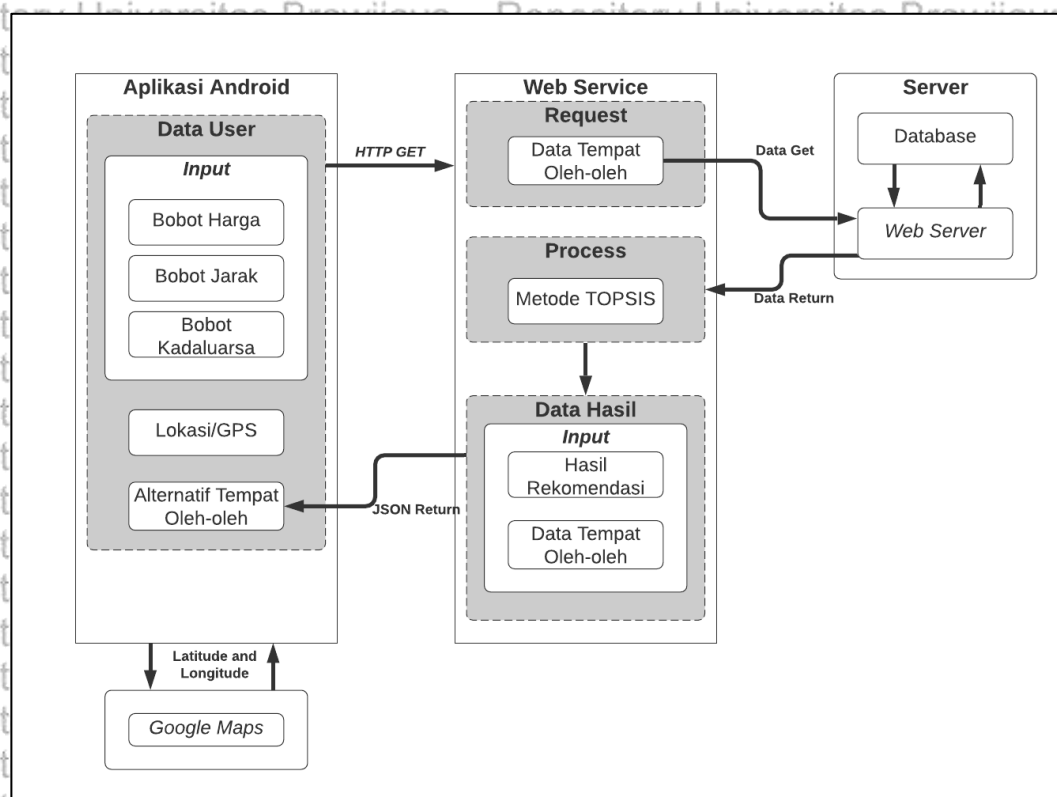 Aplikasi Android
Data User
Input
Bobot Harga
Bobot Jarak
Bobot
Kadaluarsa
Lokasi/GPS
Alternatif Tempat
Oleh-oleh
HTTP GET
Web Service
Request
Data Tempat
Oleh-oleh
Data Get
Server
Database
Web Server
Data Return
Process
Metode TOPSIS
Data Hasil
Input
Hasil
Rekomendasi
Data Tempat
Oleh-oleh
JSON Return
Latitude and
Longitude
Google Maps